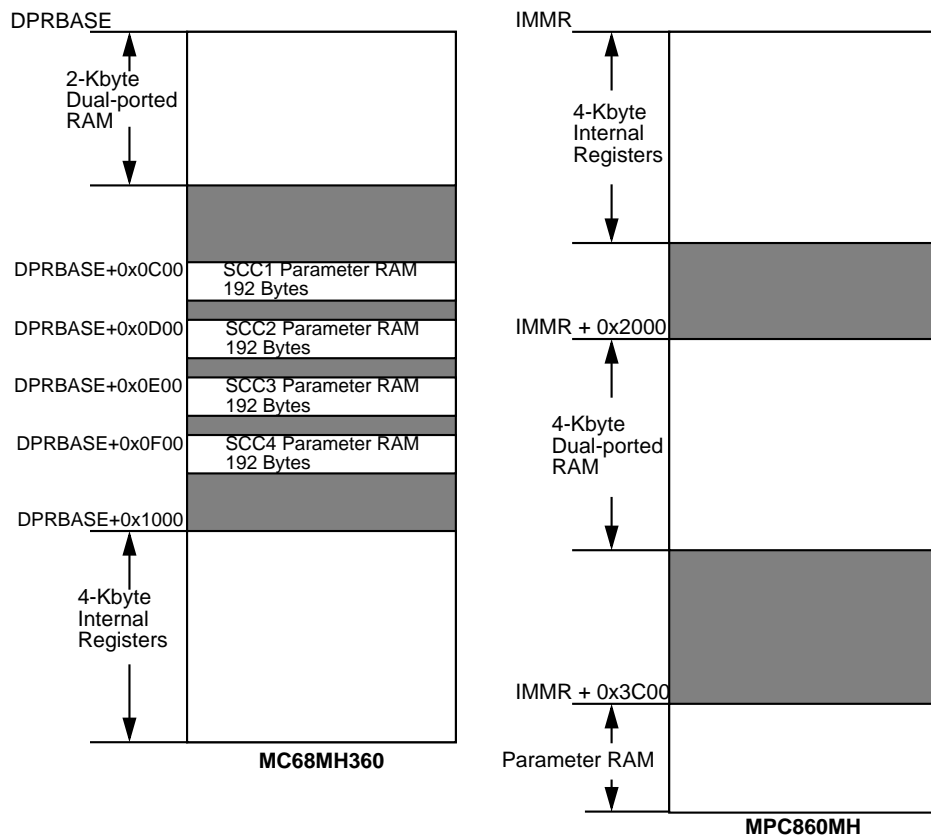 DPRBASE
2-Kbyte
Dual-ported
RAM
DPRBASE+0x0C00
SCC1 Parameter RAM
192 Bytes
DPRBASE+0x0D00
SCC2 Parameter RAM
192 Bytes
DPRBASE+0x0E00
SCC3 Parameter RAM
192 Bytes
DPRBASE+0x0F00
SCC4 Parameter RAM
192 Bytes
DPRBASE+0x1000
4-Kbyte
Internal
Registers
MC68MH360
IMMR
4-Kbyte
Internal
Registers
IMMR + 0x2000
4-Kbyte
Dual-ported
RAM
IMMR + 0x3C00
Parameter RAM
MPC860MH